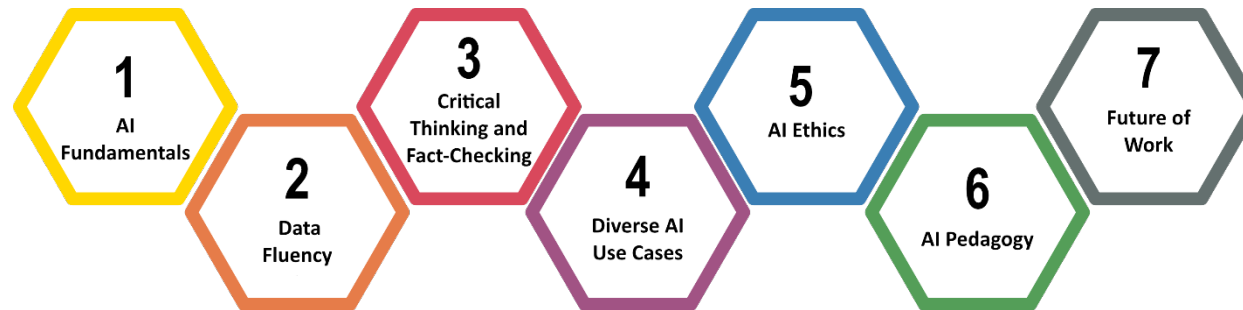 1
AI
Fundamentals
2
Data
Fluency
3
Critical
Thinking and
Fact-Checking
4
Diverse AI
Use Cases
5
AI Ethics
6
AI Pedagogy
7
Future of
Work